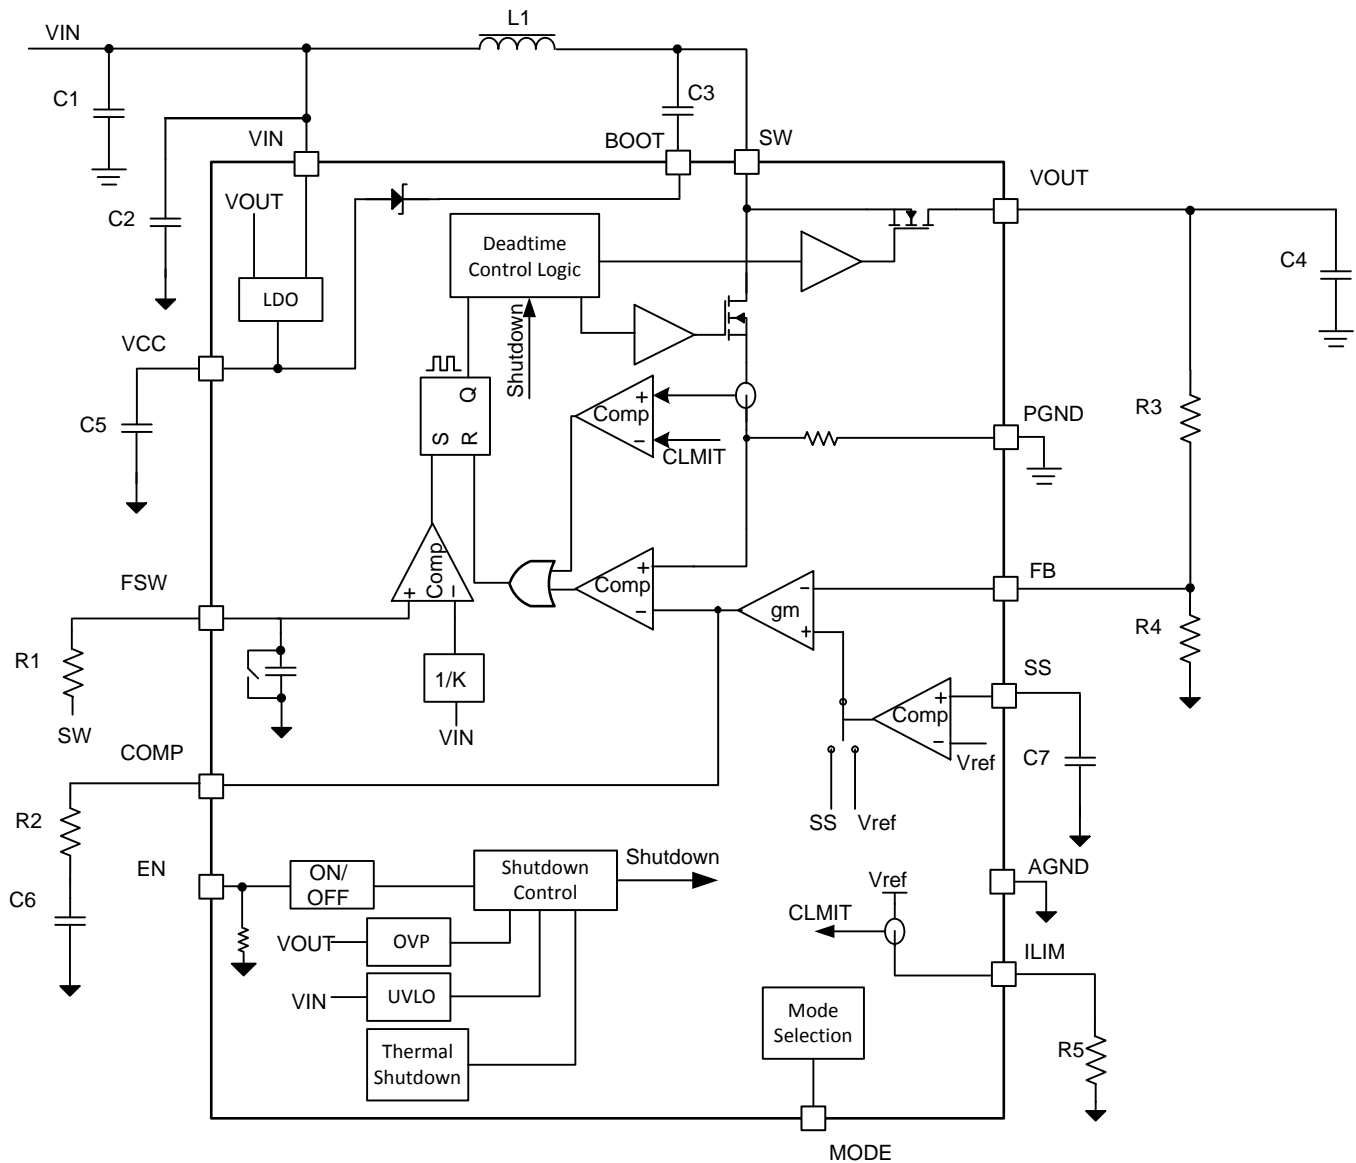 VIN
L1
C1
C3
VIN
BOOT
SW
VOUT
VOUT
C2
Deadtime
Control Logic
C4
LDO
Shutdown
VCC
Q
S
R
Comp
+
−
CLMIT
C5
R3
PGND
FSW
Comp
+
−
Comp
+
−
gm
−
+
FB
R1
R4
1/K
SS
SW
VIN
Comp
+
−
Vref
C7
COMP
SS
Vref
R2
EN
ON/
OFF
Shutdown
Control
Shutdown
AGND
Vref
C6
CLMIT
VOUT
OVP
ILIM
VIN
UVLO
Mode
Selection
Thermal
Shutdown
R5
MODE